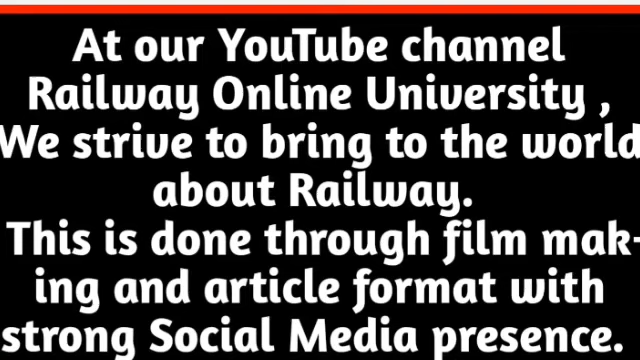 At our YouTube channel
Railway Online University ,
We strive to bring to the world
about Railway.
This is done through film mak-
ing and article format with
strong Social Media presence.